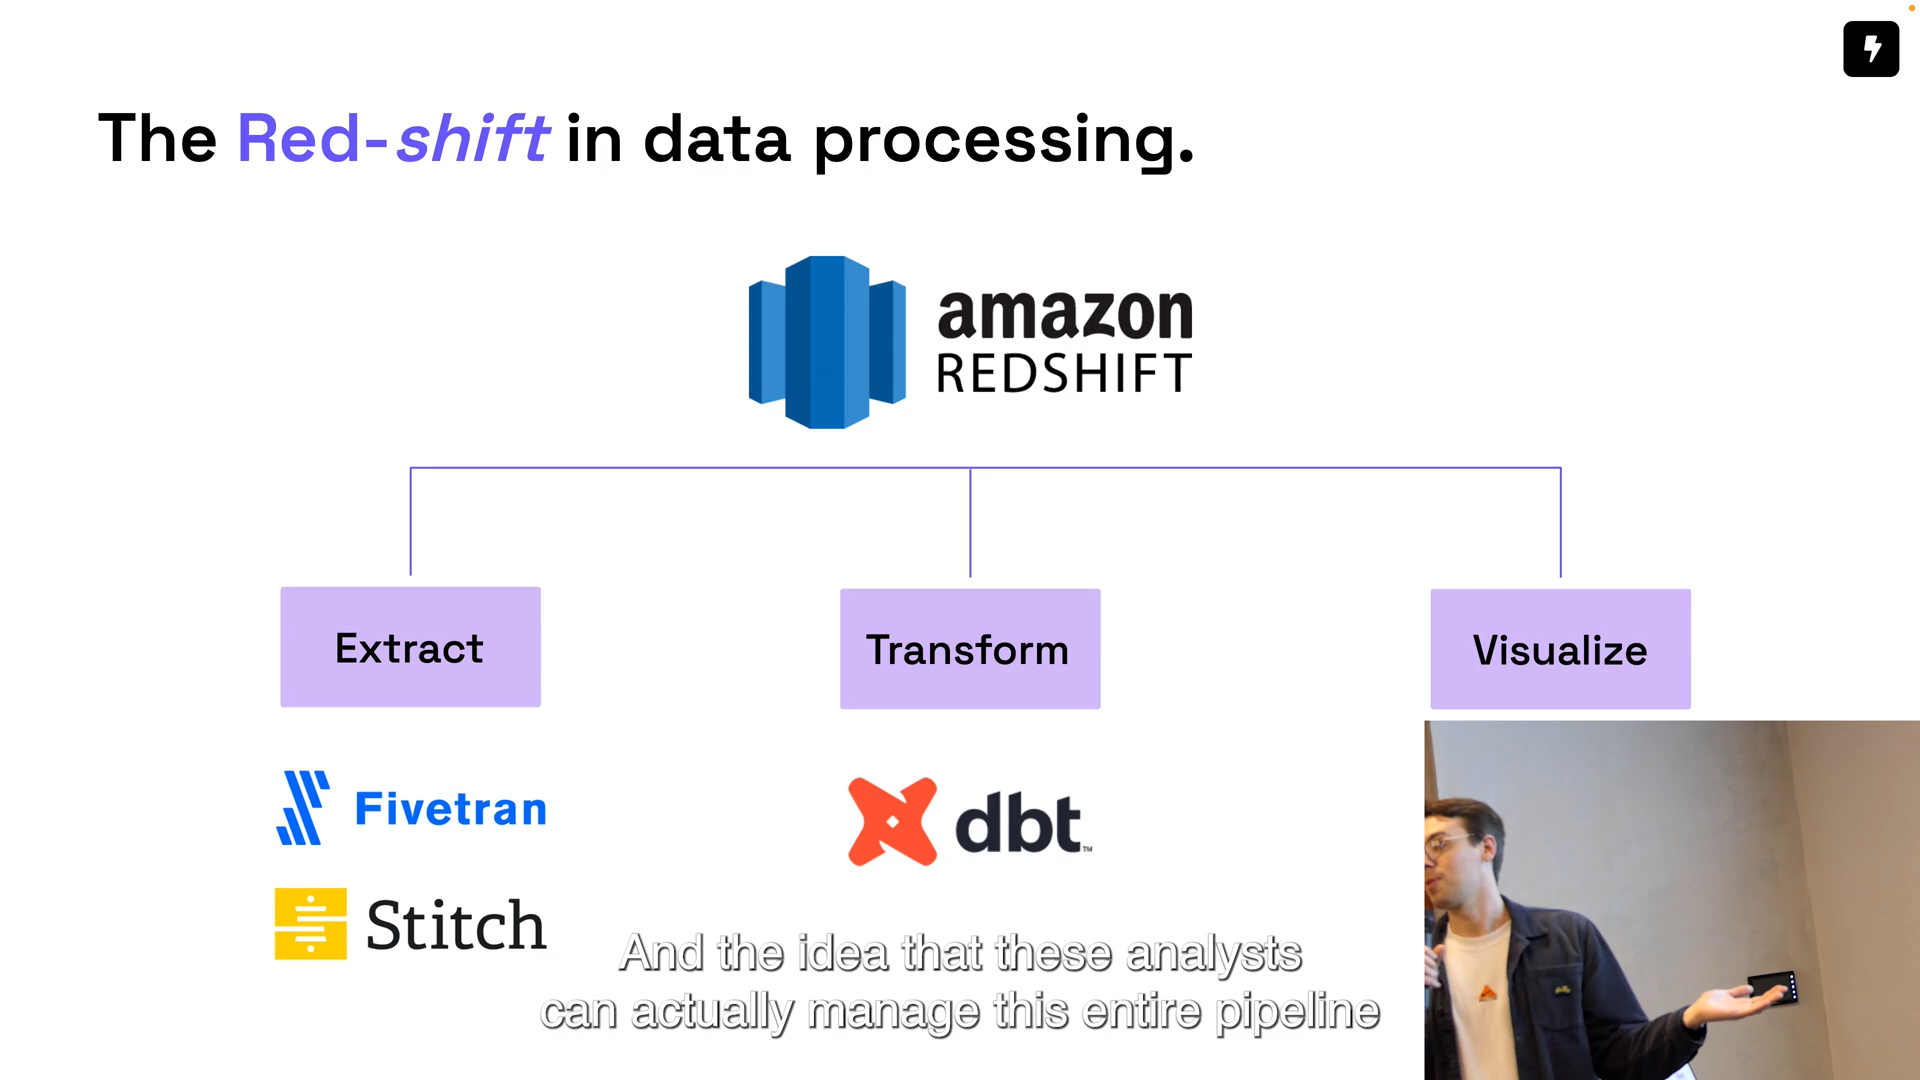 The Red-shift in data processing.
amazon
REDSHIFT
Extract
Transform
Visualize
Fivetran
dbt™
Stitch
And the idea that these analysts
can actually manage this entire pipeline